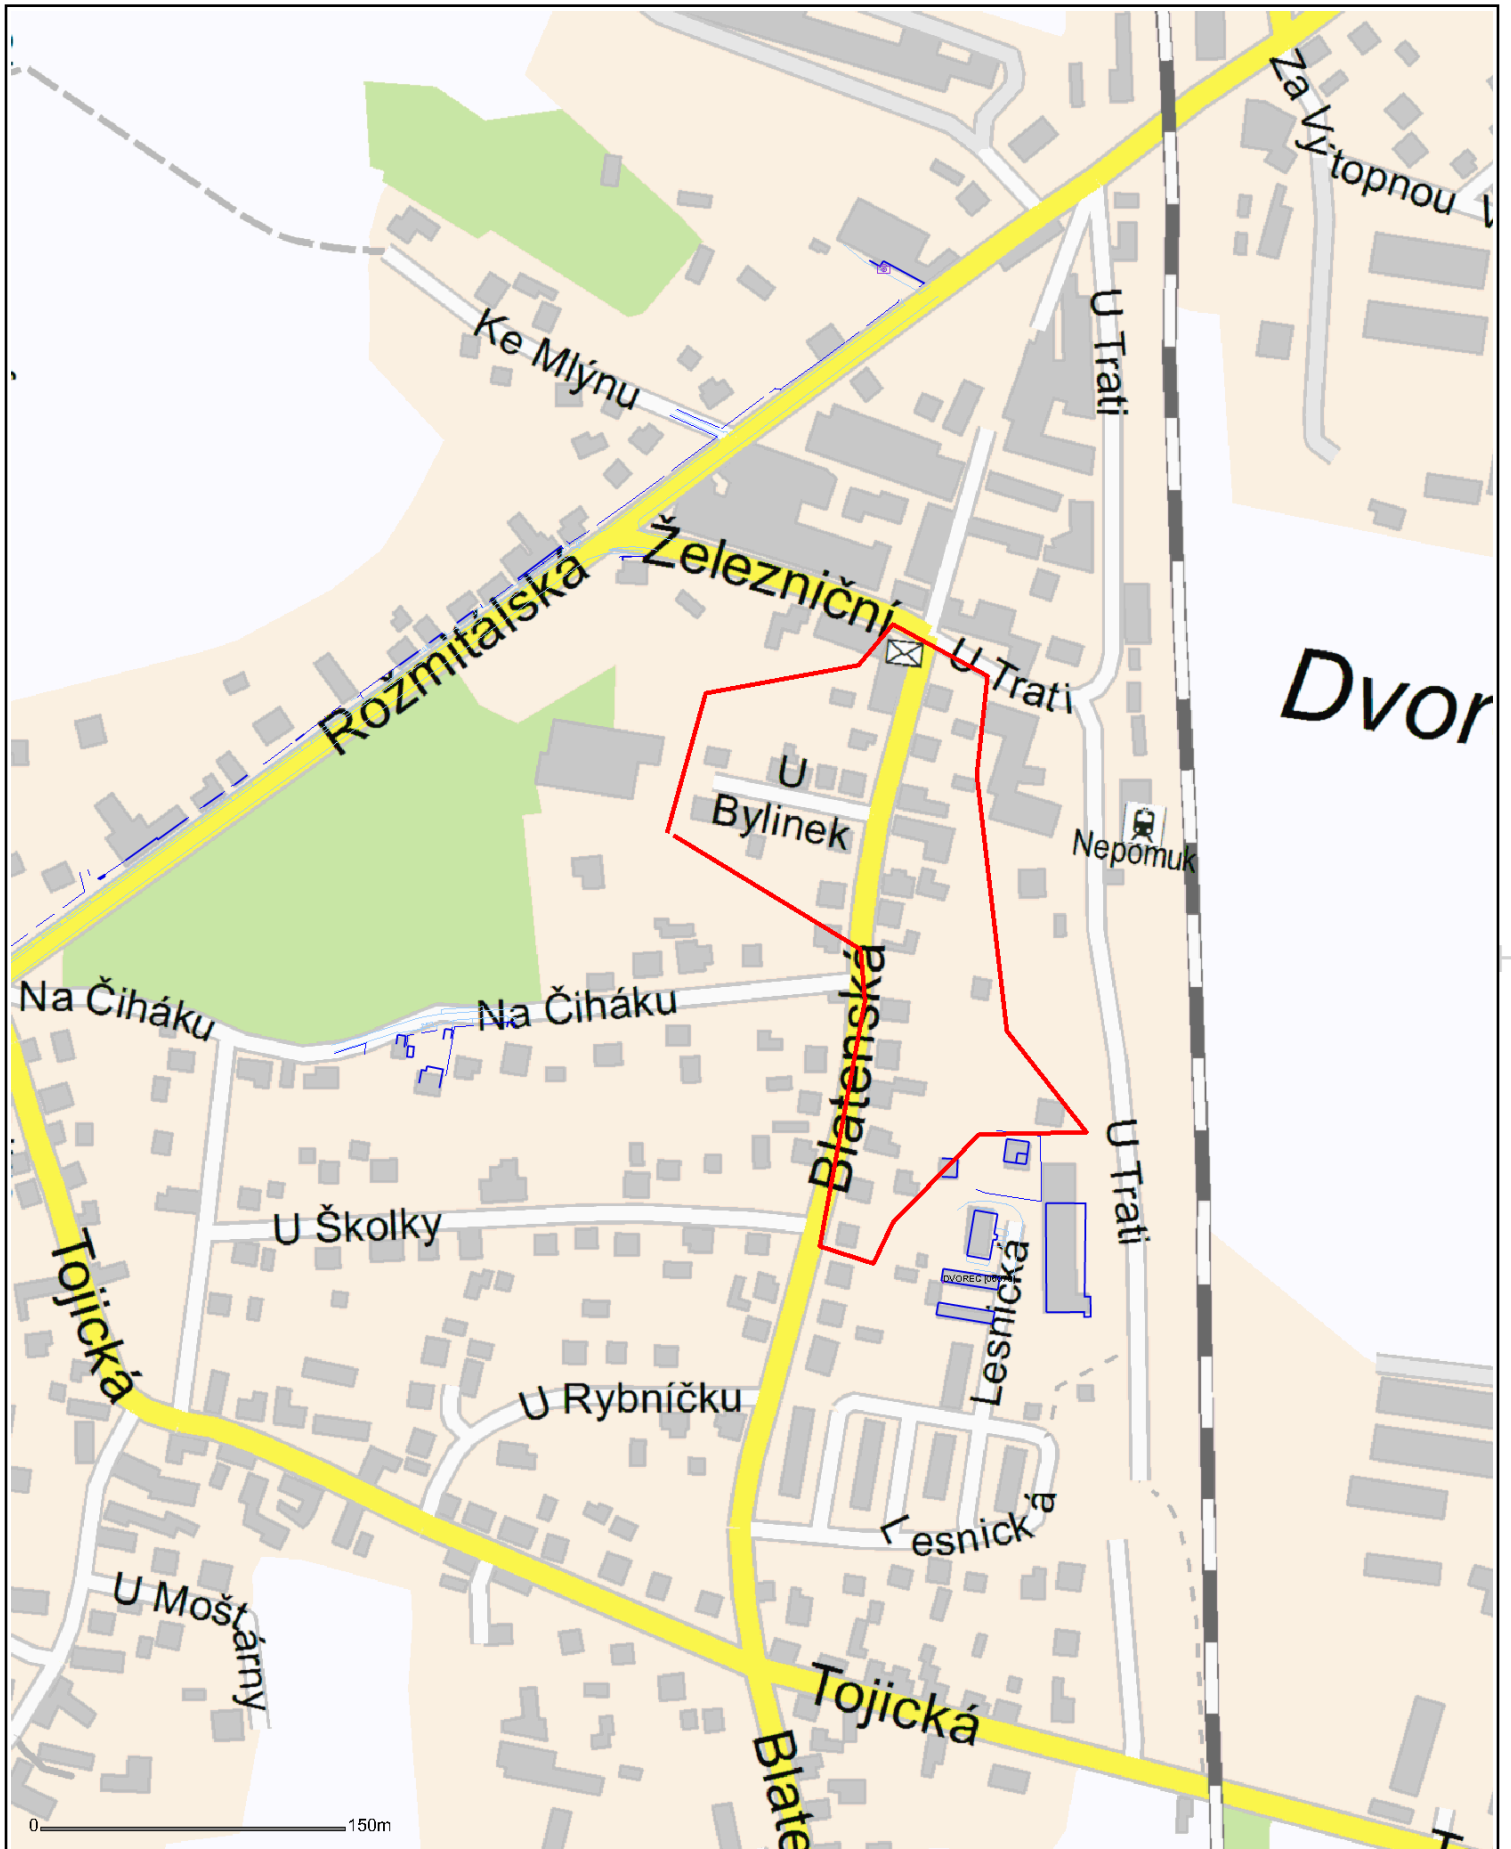 Za Výtopnou
U Trati
Ke Mlýnu
Železniční
Rožmitálská
U Trati
Dvor
U
Bylinek
Nepomuk
Blatenská
Na Čiháku
Na Čiháku
U Trati
U Školky
Tojická
Lesnická
U Rybníčku
Lesnická
U Moštárny
Tojická
Blate
0
150m